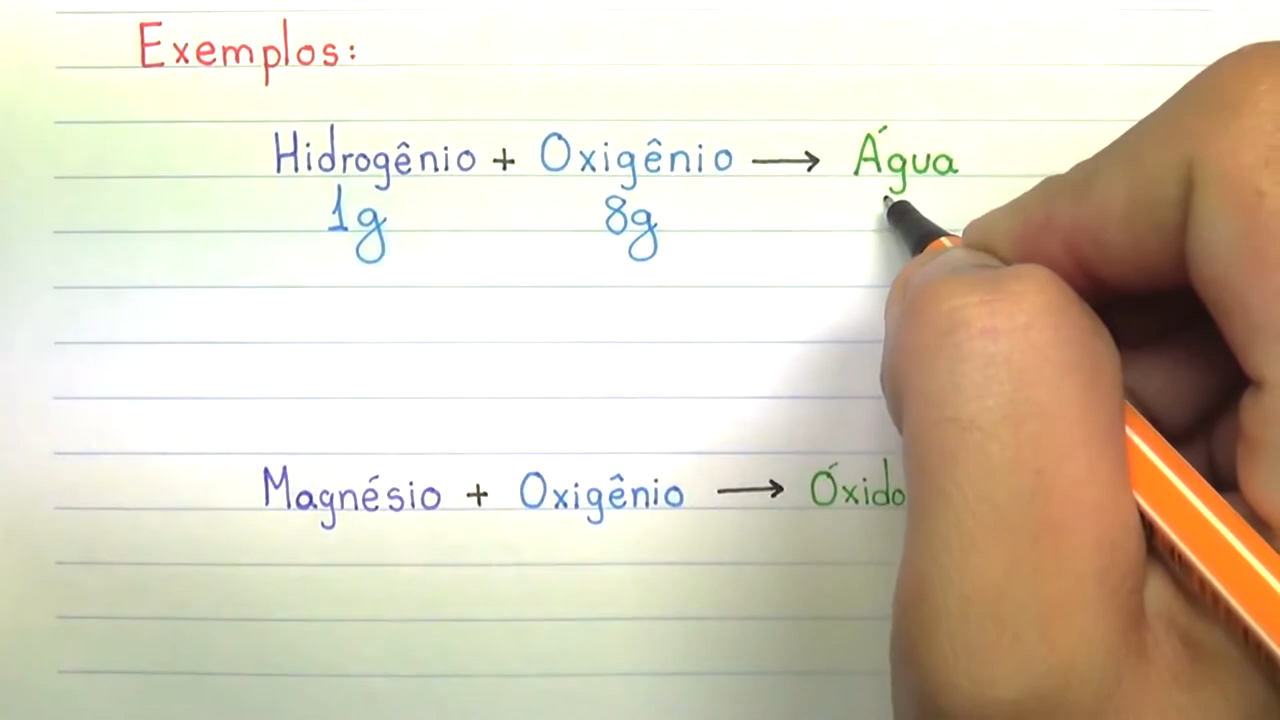 Exemplos:
Hidrogênio + Oxigênio → Água
1g 8g
Magnésio + Oxigênio → Óxido